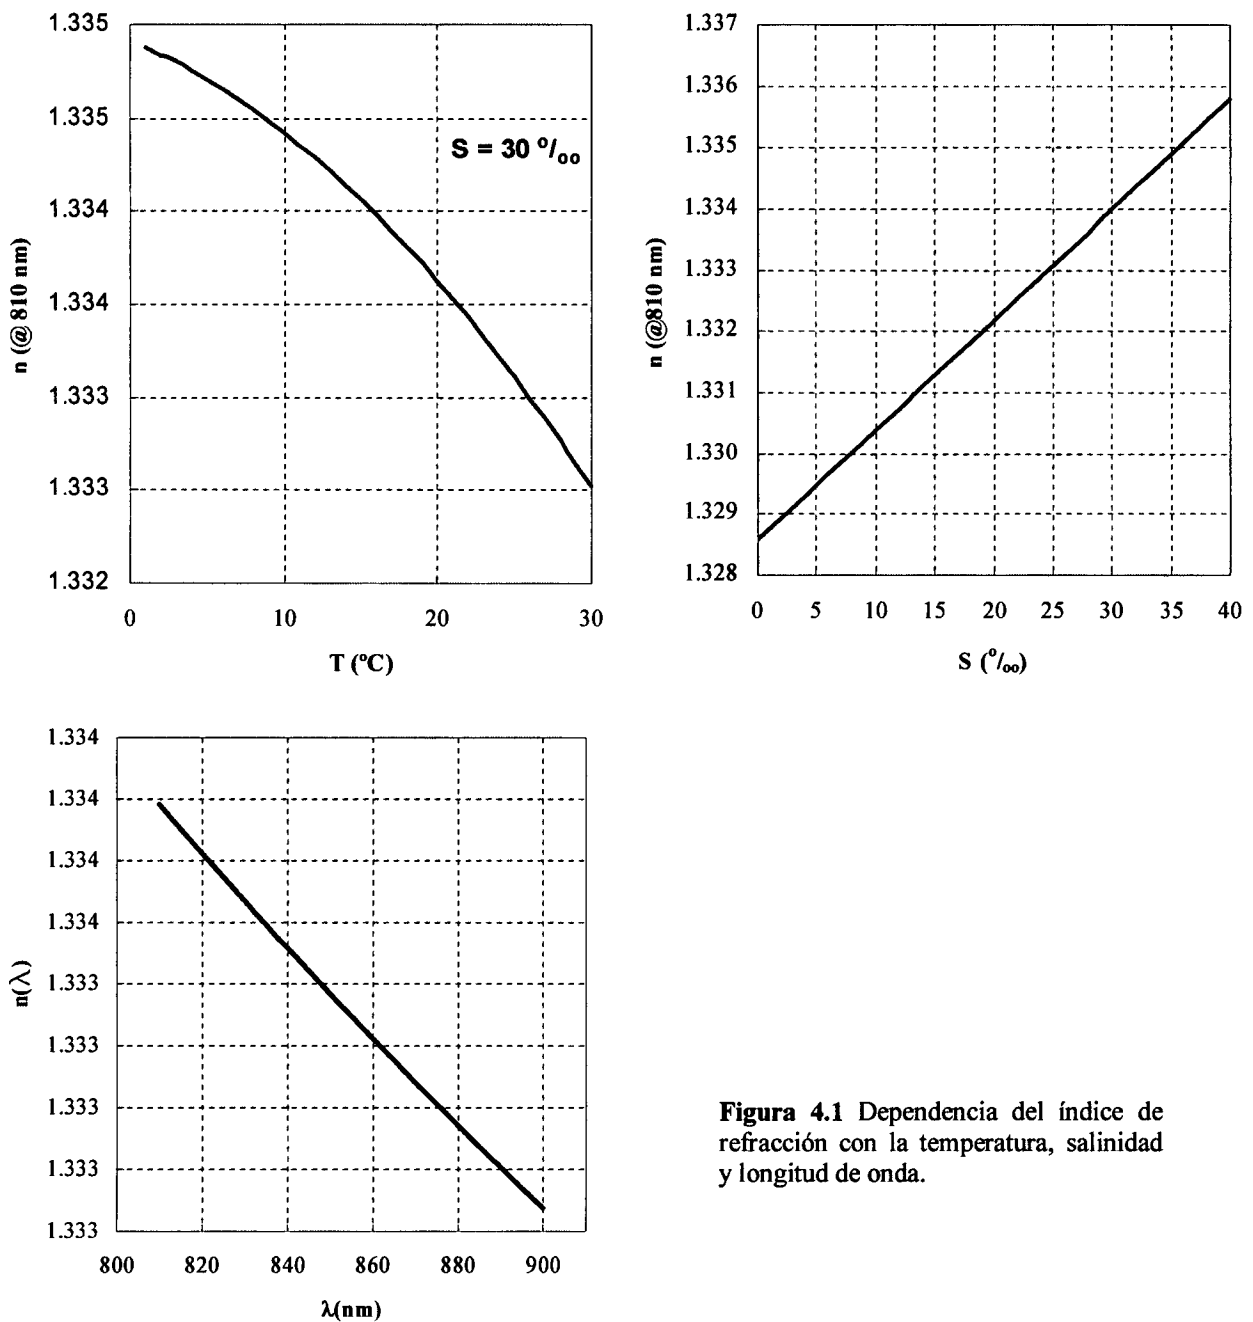 1.335
1.335
1.334
1.334
1.333
1.333
1.332
n (@ 810 nm)
S = 30 º/oo
0 10 20 30
T (ºC)
1.337
1.336
1.335
1.334
1.333
1.332
1.331
1.330
1.329
1.328
n (@810 nm)
0 5 10 15 20 25 30 35 40
S (º/oo)
1.334
1.334
1.334
1.334
1.333
1.333
1.333
1.333
1.333
n(λ)
800 820 840 860 880 900
λ(nm)
Figura 4.1 Dependencia del índice de
refracción con la temperatura, salinidad
y longitud de onda.